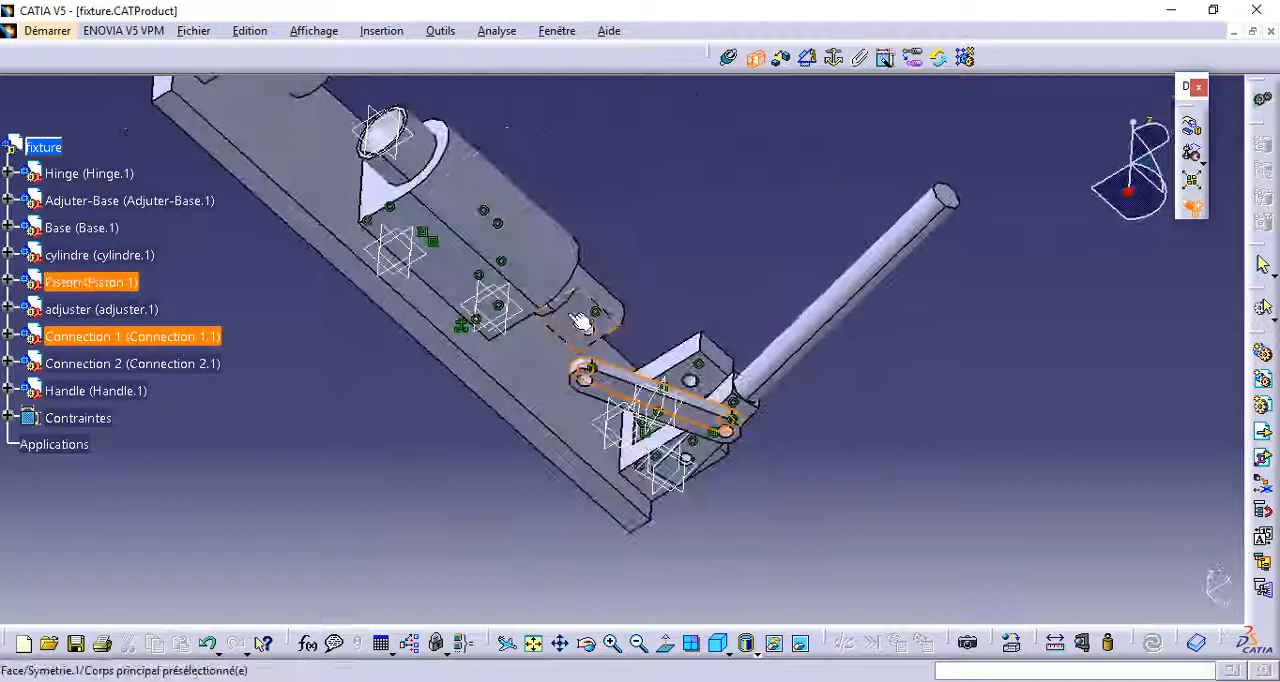 CATIA V5 - [fixture.CATProduct]
Démarrer ENOVIA V5 VPM Fichier Edition Affichage Insertion Outils Analyse Fenêtre Aide
D
z
fixture
Hinge (Hinge.1)
Adjuter-Base (Adjuter-Base.1)
Base (Base.1)
cylindre (cylindre.1)
Piston (Piston 1)
adjuster (adjuster.1)
Connection 1 (Connection 1.1)
Connection 2 (Connection 2.1)
Handle (Handle.1)
Contraintes
Applications
f(x)
CATIA
Face/Symetrie.1/Corps principal présélectionné(e)